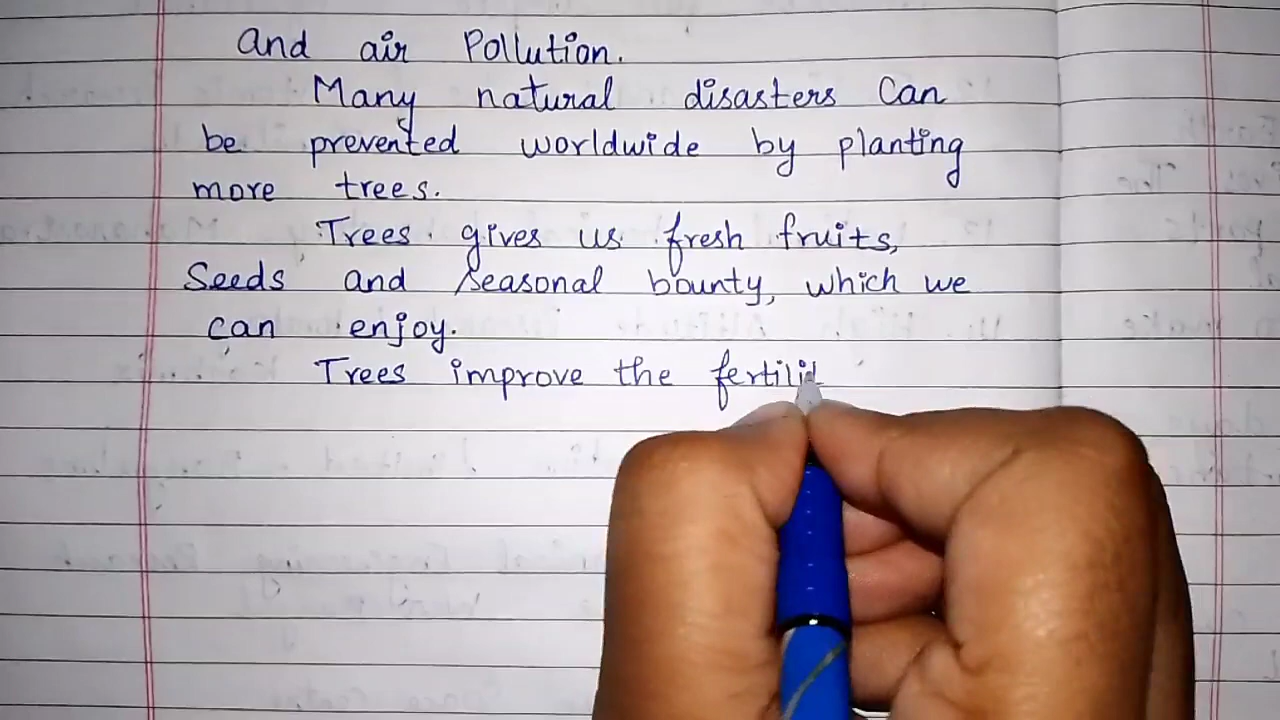 and air Pollution.
Many natural disasters can
be prevented worldwide by planting
more trees.
Trees gives us fresh fruits,
Seeds and seasonal bounty, which we
can enjoy.
Trees improve the fertilit